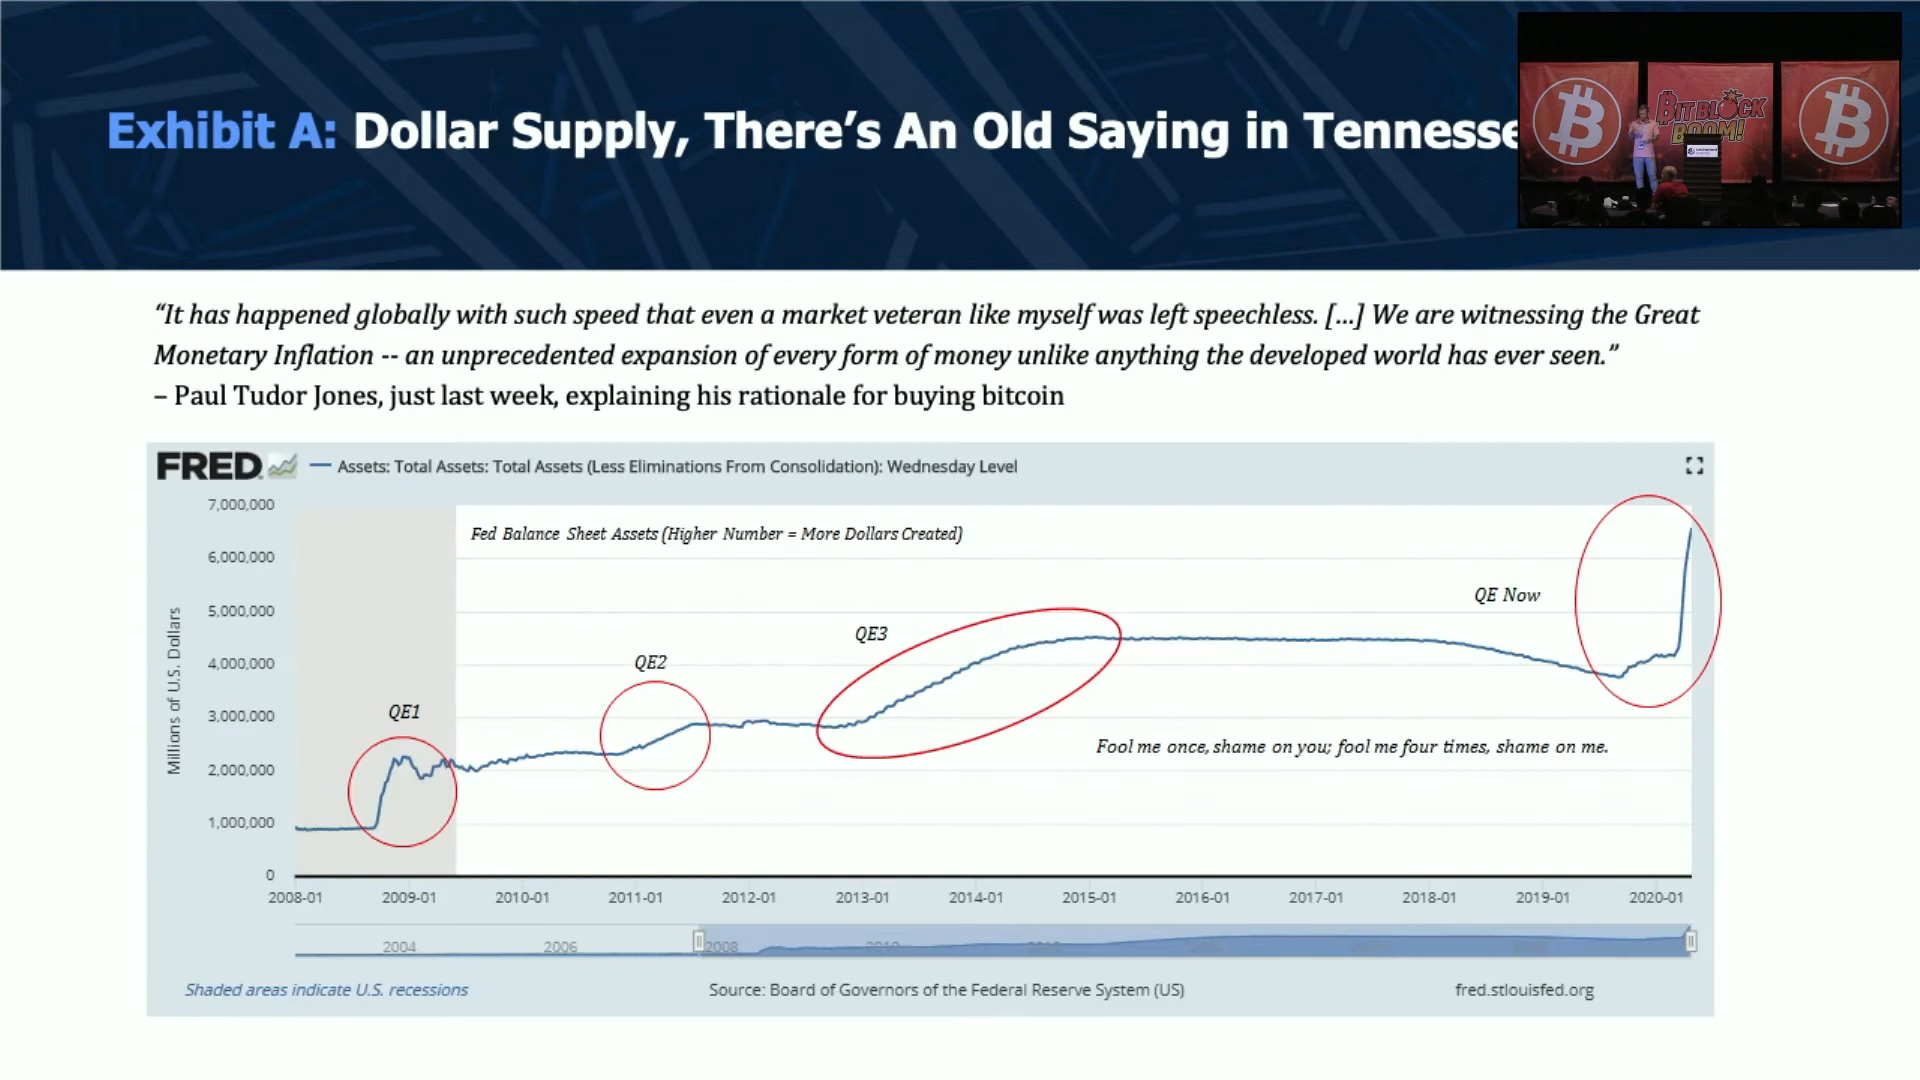 Exhibit A: Dollar Supply, There's An Old Saying in Tennesse
BITBLOCK
BOOM!
“It has happened globally with such speed that even a market veteran like myself was left speechless. [...] We are witnessing the Great
Monetary Inflation -- an unprecedented expansion of every form of money unlike anything the developed world has ever seen.”
– Paul Tudor Jones, just last week, explaining his rationale for buying bitcoin
FRED
Assets: Total Assets: Total Assets (Less Eliminations From Consolidation): Wednesday Level
Fed Balance Sheet Assets (Higher Number = More Dollars Created)
Millions of U.S. Dollars
7,000,000
6,000,000
5,000,000
4,000,000
3,000,000
2,000,000
1,000,000
0
QE1
QE2
QE3
QE Now
Fool me once, shame on you; fool me four times, shame on me.
2008-01 2009-01 2010-01 2011-01 2012-01 2013-01 2014-01 2015-01 2016-01 2017-01 2018-01 2019-01 2020-01
2004 2006 2008 2010
Shaded areas indicate U.S. recessions
Source: Board of Governors of the Federal Reserve System (US)
fred.stlouisfed.org